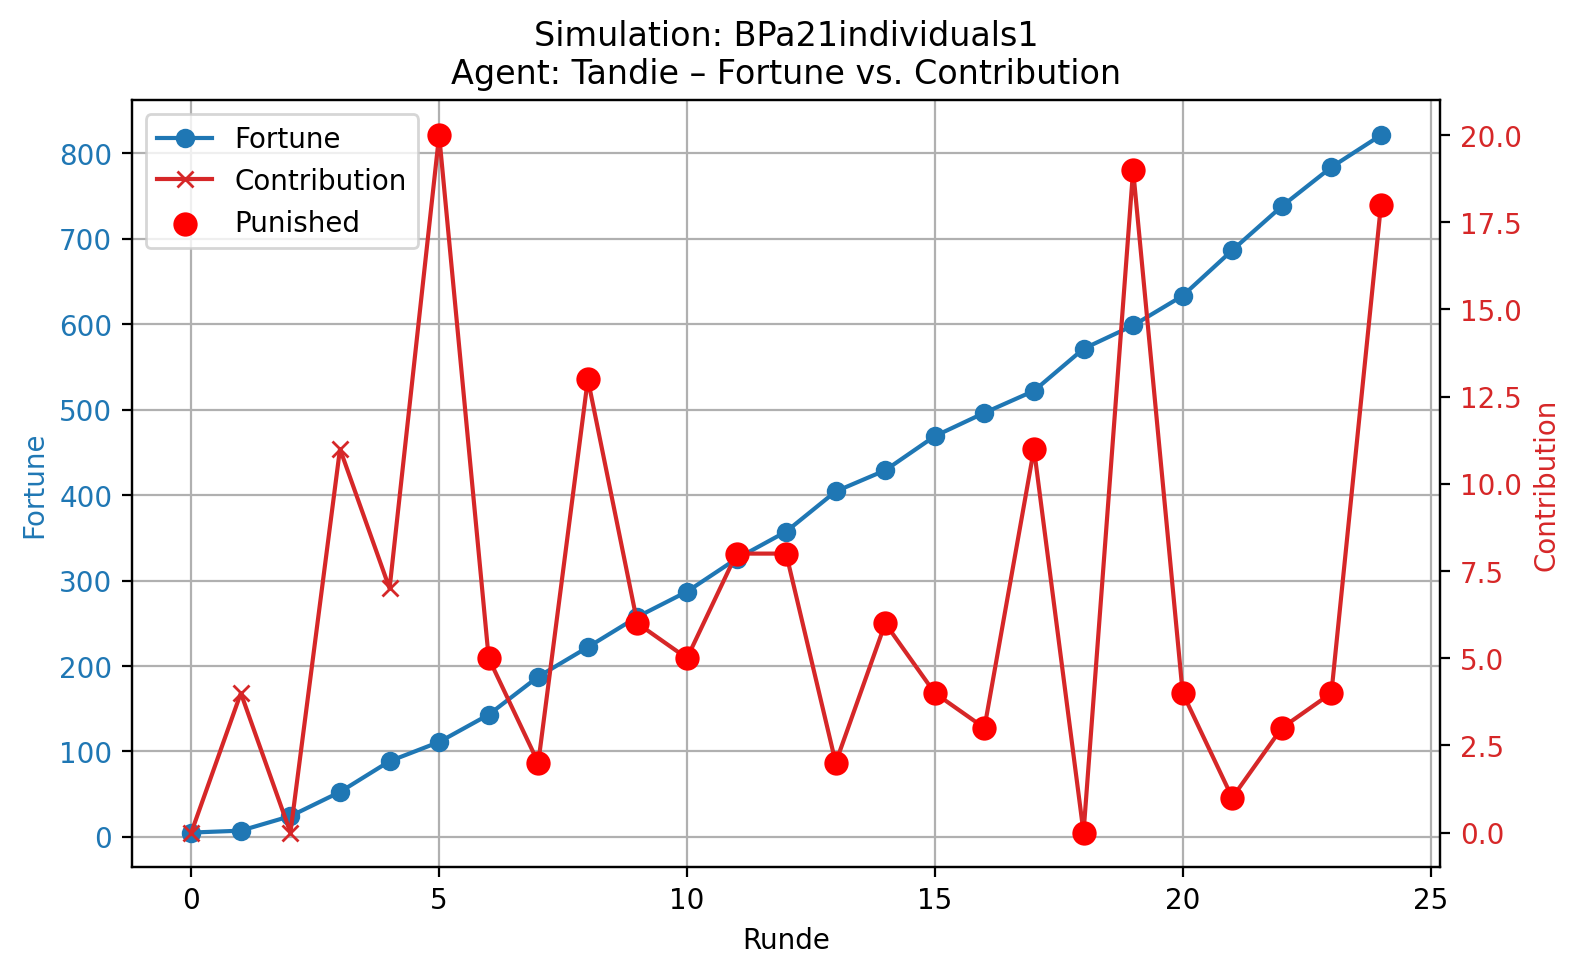 Simulation: BPa21individuals1
Agent: Tandie – Fortune vs. Contribution
Fortune
Contribution
Punished
800
700
600
500
400
300
200
100
0
Fortune
20.0
17.5
15.0
12.5
10.0
7.5
5.0
2.5
0.0
Contribution
0 5 10 15 20 25
Runde